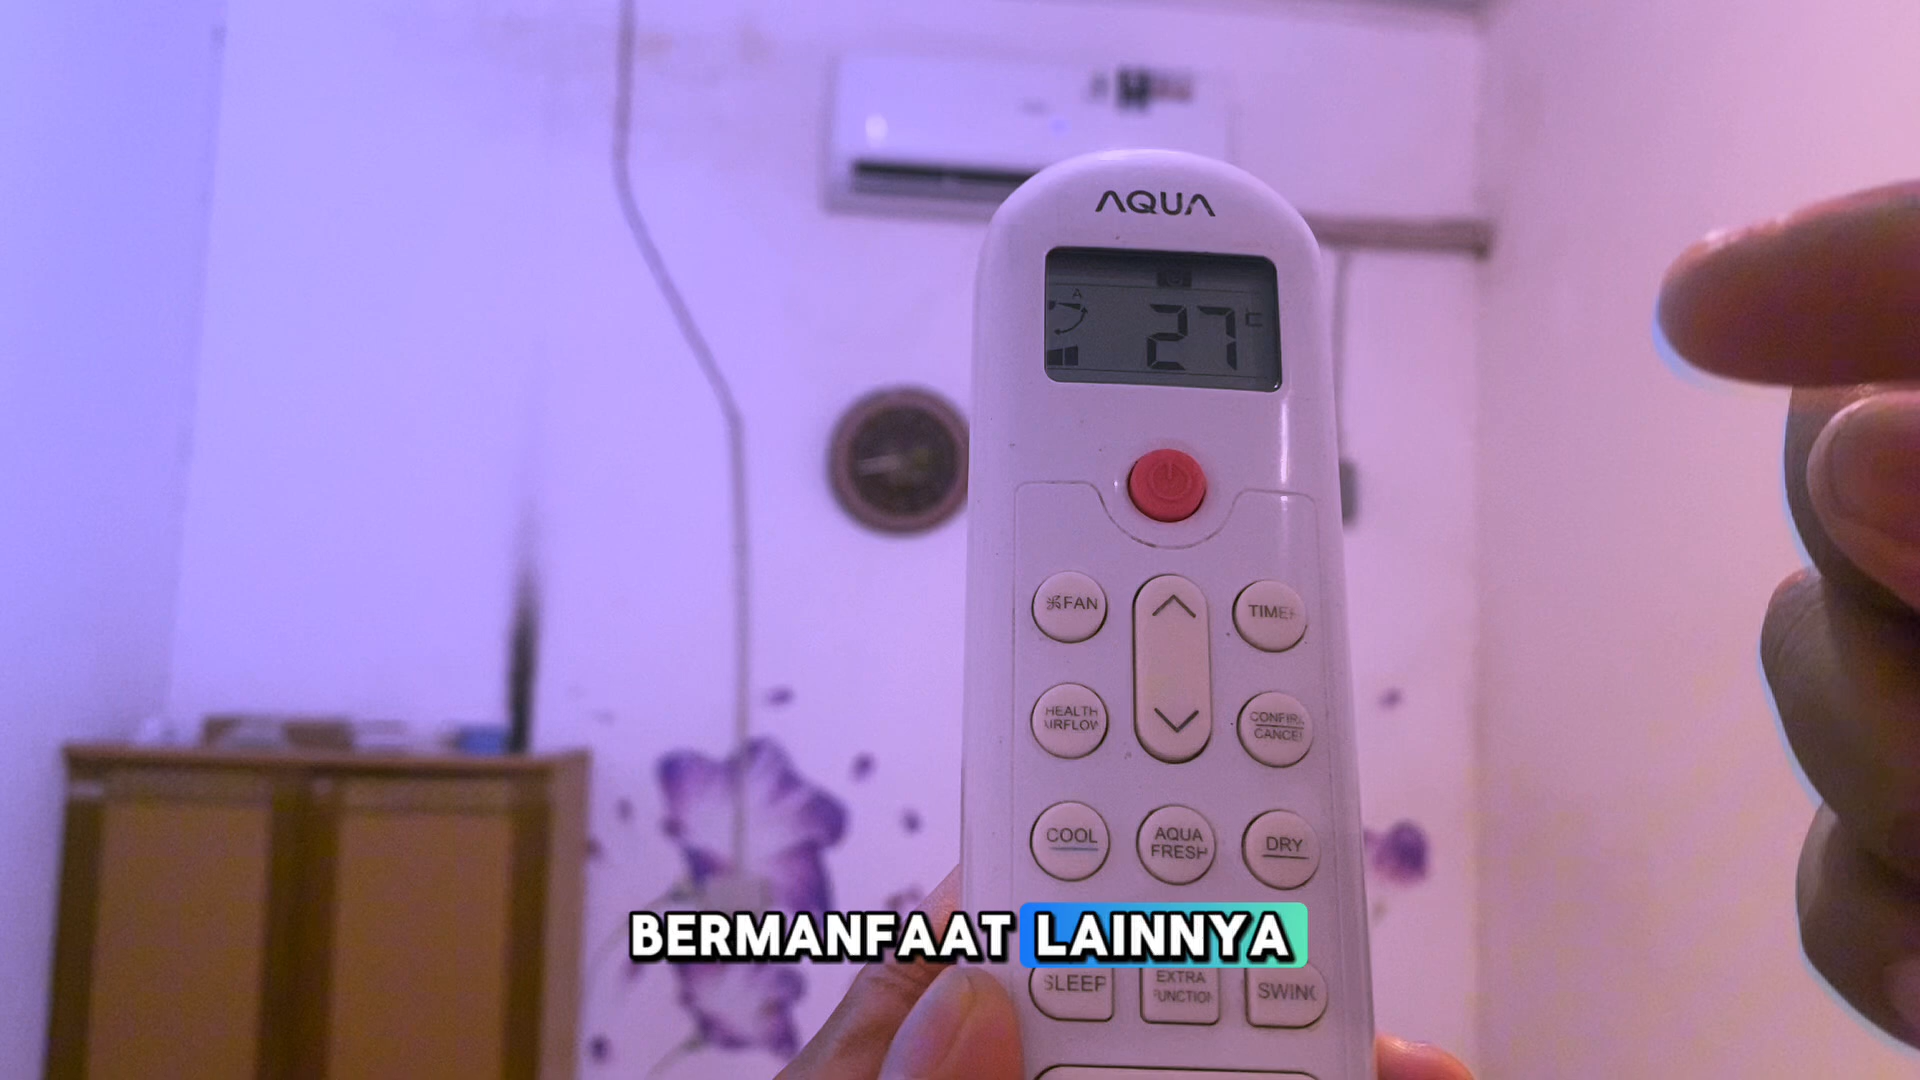 AQUA
27°C
FAN
TIMER
HEALTH
AIRFLOW
CONFIRM
CANCEL
COOL
AQUA
FRESH
DRY
BERMANFAAT LAINNYA
SLEEP
EXTRA
FUNCTION
SWING